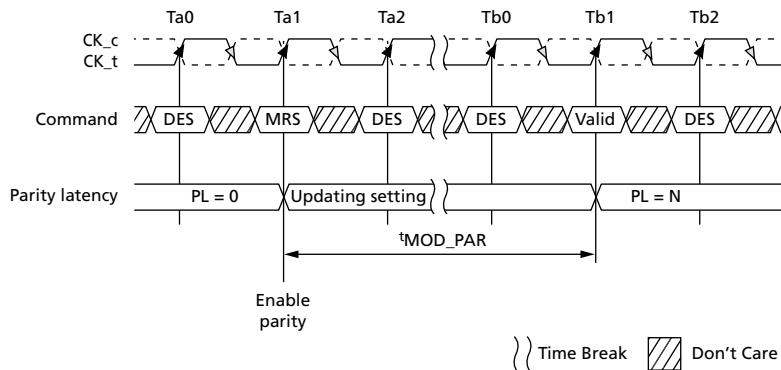 Ta0 Ta1 Ta2 Tb0 Tb1 Tb2
CK_c
CK_t
Command DES MRS DES DES Valid DES
Parity latency PL = 0 Updating setting PL = N
tMOD_PAR
Enable
parity
Time Break Don't Care